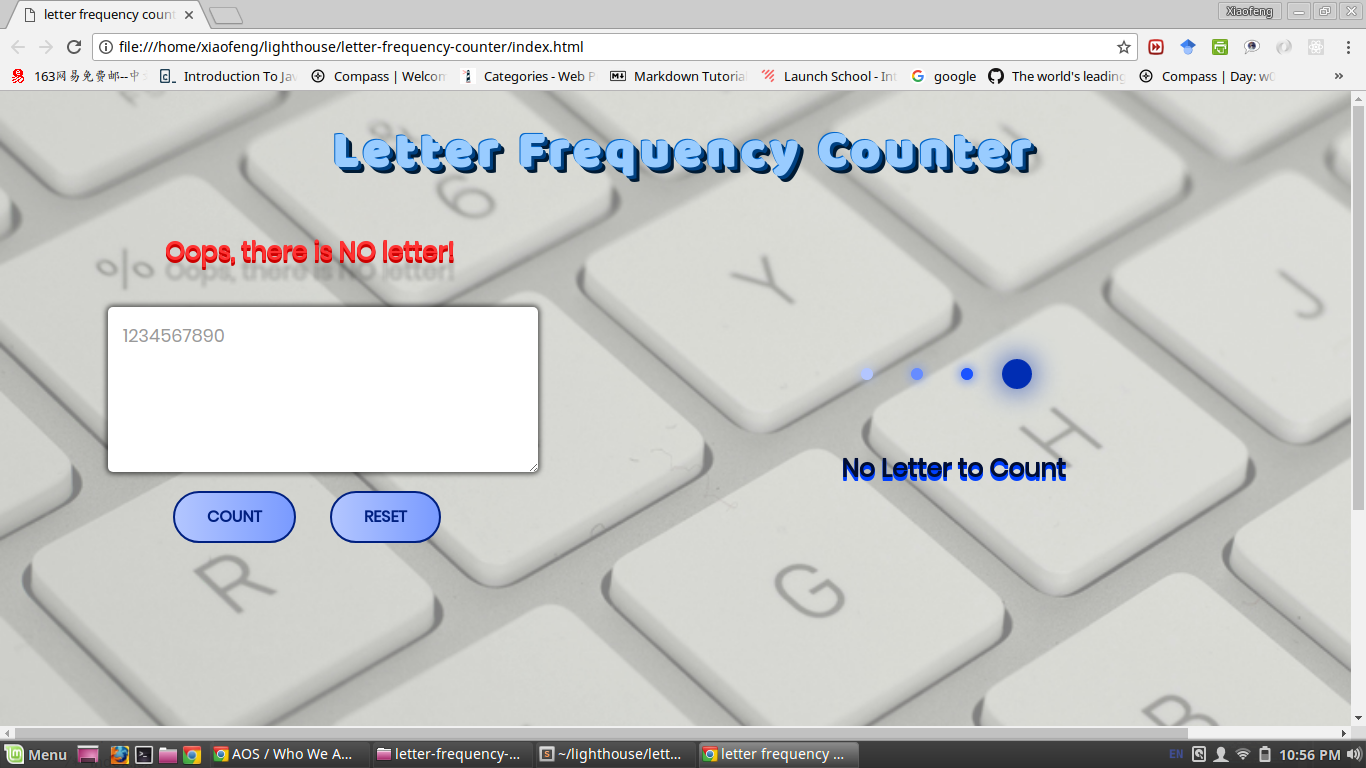 letter frequency count
Xiaofeng
file:///home/xiaofeng/lighthouse/letter-frequency-counter/index.html
163网易免费邮--中 Introduction To Jav Compass | Welcom Categories - Web P Markdown Tutoria Launch School - Int google The world's leading Compass | Day: w0 »
Letter Frequency Counter
Oops, there is NO letter!
1234567890
No Letter to Count
COUNT RESET
% 6 Y J H R G B
Menu AOS / Who We A... letter-frequency-... ~/lighthouse/lett... letter frequency ... EN 10:56 PM